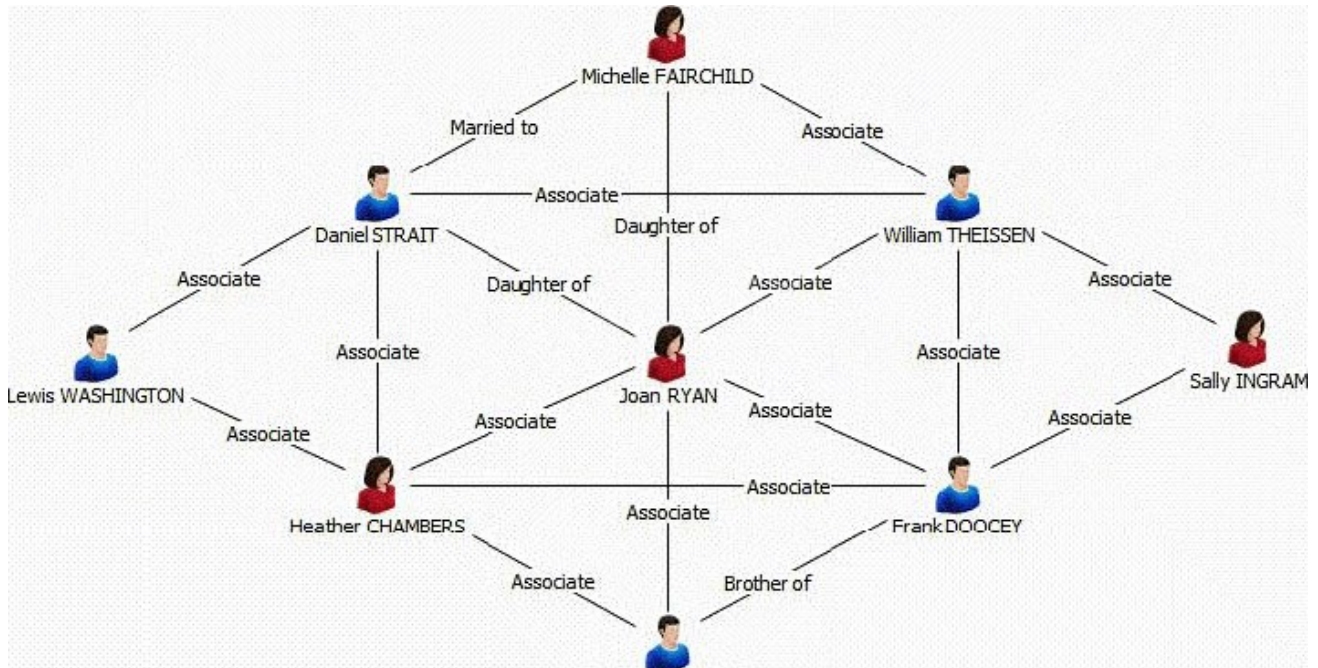 Michelle FAIRCHILD
Married to
Associate
Associate
Daniel STRAIT
Daughter of
William THEISSEN
Associate
Daughter of
Associate
Associate
Associate
Associate
Lewis WASHINGTON
Joan RYAN
Sally INGRAM
Associate
Associate
Associate
Associate
Associate
Associate
Heather CHAMBERS
Frank DOOCEY
Associate
Brother of